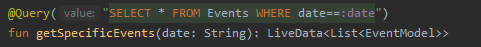 @Query( value: "SELECT * FROM Events WHERE date==:date")
fun getSpecificEvents(date: String): LiveData<List<EventModel>>